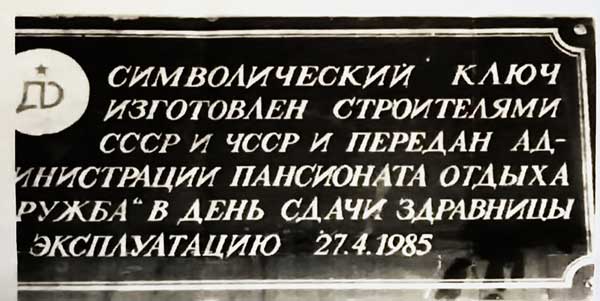 СИМВОЛИЧЕСКИЙ КЛЮЧ
ИЗГОТОВЛЕН СТРОИТЕЛЯМИ
СССР И ЧССР И ПЕРЕДАН АД-
ИНИСТРАЦИИ ПАНСИОНАТА ОТДЫХА
РУЖБА" В ДЕНЬ СДАЧИ ЗДРАВНИЦЫ
ЭКСПЛУАТАЦИЮ 27.4.1985